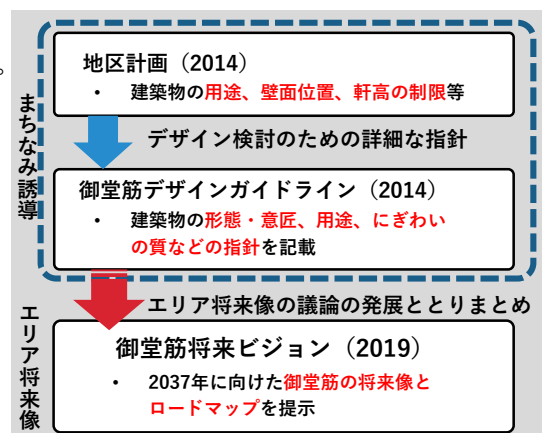 。
まちなみ誘導
地区計画（2014）
• 建築物の用途、壁面位置、軒高の制限等
デザイン検討のための詳細な指針
御堂筋デザインガイドライン（2014）
• 建築物の形態・意匠、用途、にぎわい
の質などの指針を記載
エリア将来像の議論の発展ととりまとめ
エリア将来像
御堂筋将来ビジョン（2019）
• 2037年に向けた御堂筋の将来像と
ロードマップを提示